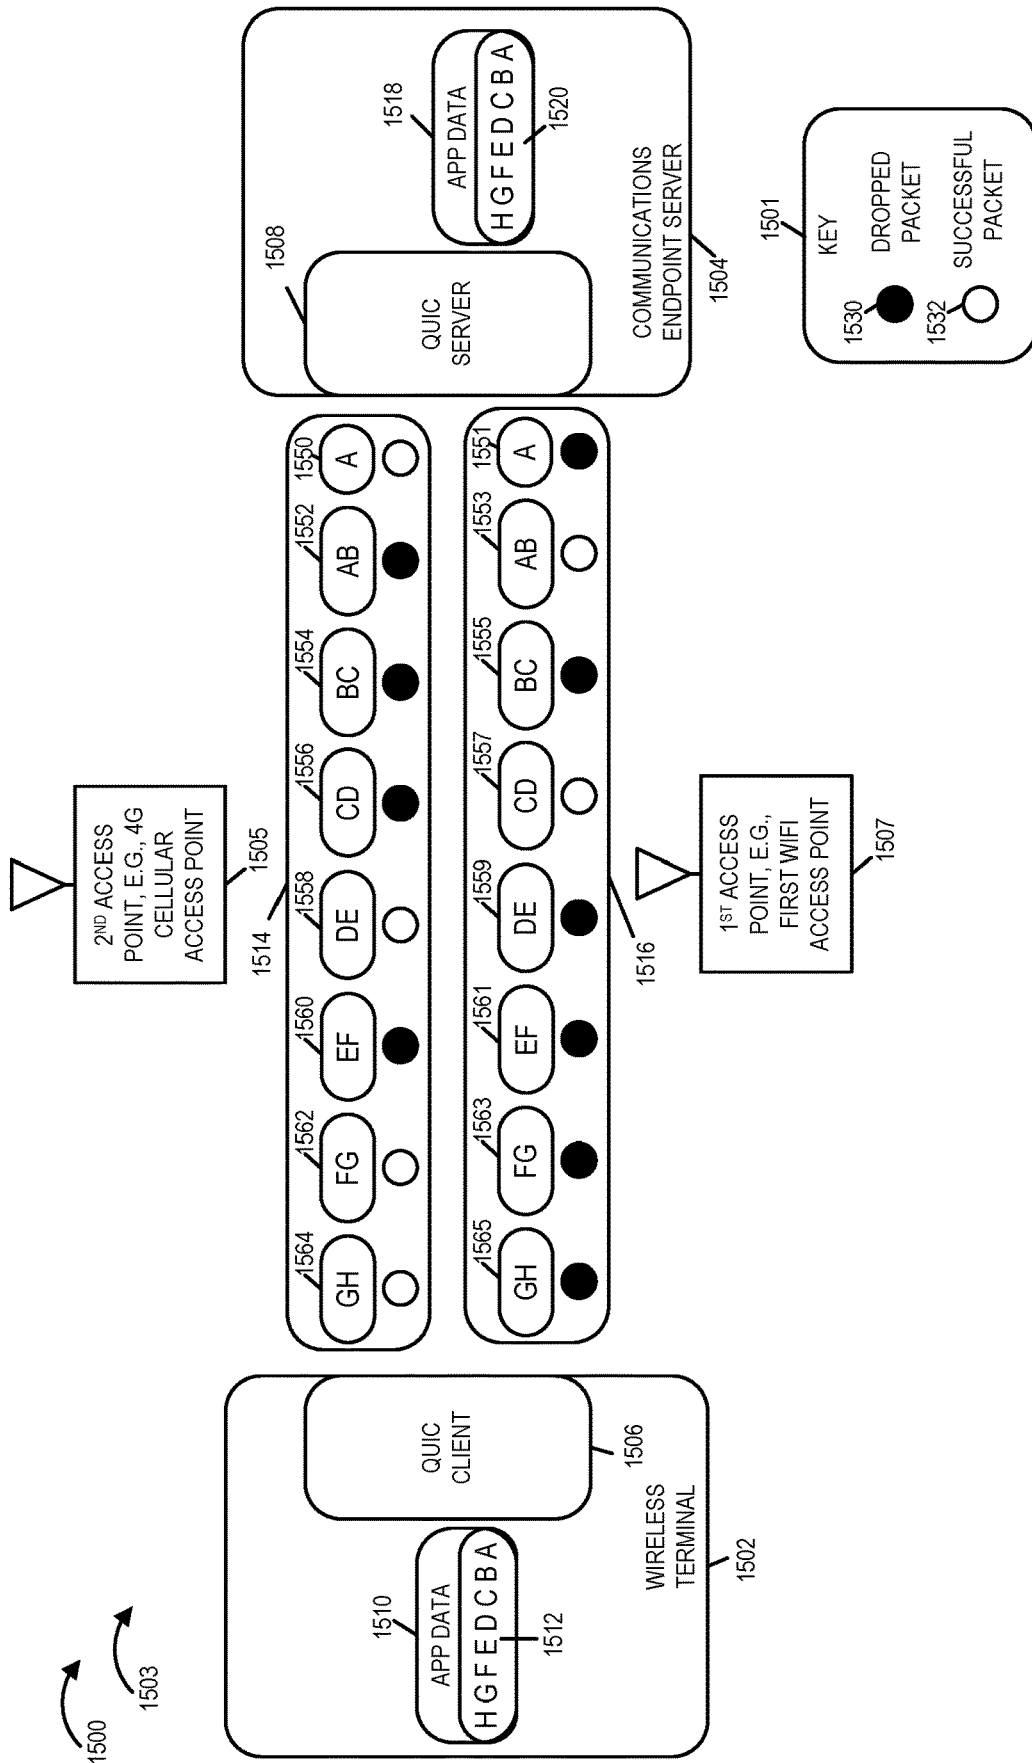 1500
1503
2ND ACCESS
POINT, E.G., 4G
CELLULAR
ACCESS POINT
1505
1510
APP DATA
H G F E D C B A
1512
QUIC
CLIENT
1506
WIRELESS
TERMINAL
1502
1514
1564
GH
1562
FG
1560
EF
1558
DE
1556
CD
1554
BC
1552
AB
1550
A
1565
GH
1563
FG
1561
EF
1559
DE
1557
CD
1555
BC
1553
AB
1551
A
1516
1ST ACCESS
POINT, E.G.,
FIRST WIFI
ACCESS POINT
1507
1508
QUIC
SERVER
1518
APP DATA
H G F E D C B A
1520
COMMUNICATIONS
ENDPOINT SERVER
1504
1501
KEY
1530
DROPPED
PACKET
1532
SUCCESSFUL
PACKET